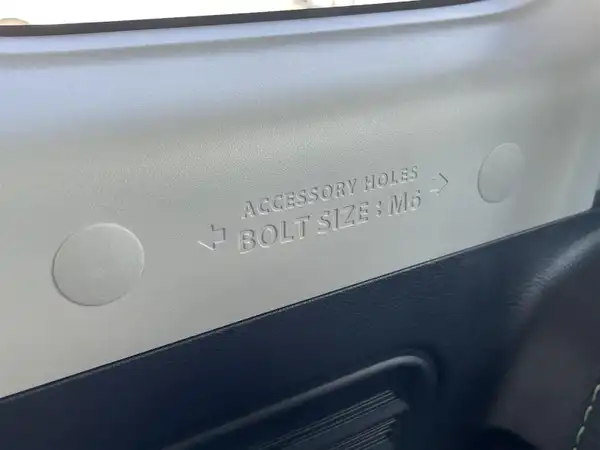 ACCESSORY HOLES
BOLT SIZE : M6